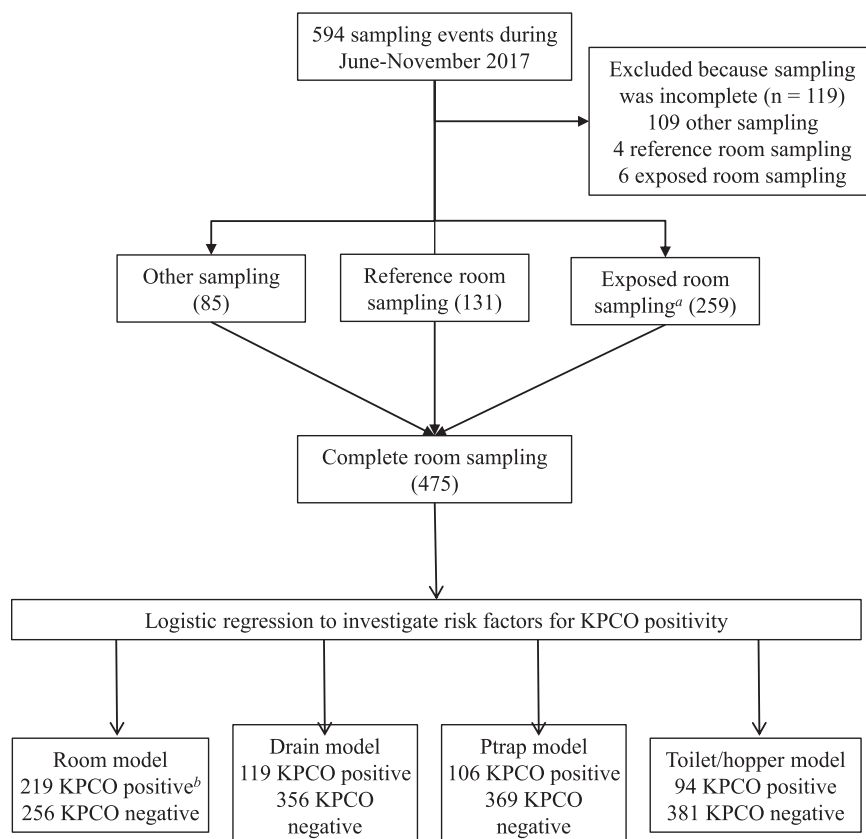 594 sampling events during
June-November 2017
Excluded because sampling
was incomplete (n = 119)
109 other sampling
4 reference room sampling
6 exposed room sampling
Other sampling
(85)
Reference room
sampling (131)
Exposed room
samplingᵃ (259)
Complete room sampling
(475)
Logistic regression to investigate risk factors for KPCO positivity
Room model
219 KPCO positiveᵇ
256 KPCO negative
Drain model
119 KPCO positive
356 KPCO
negative
Ptrap model
106 KPCO positive
369 KPCO
negative
Toilet/hopper model
94 KPCO positive
381 KPCO negative